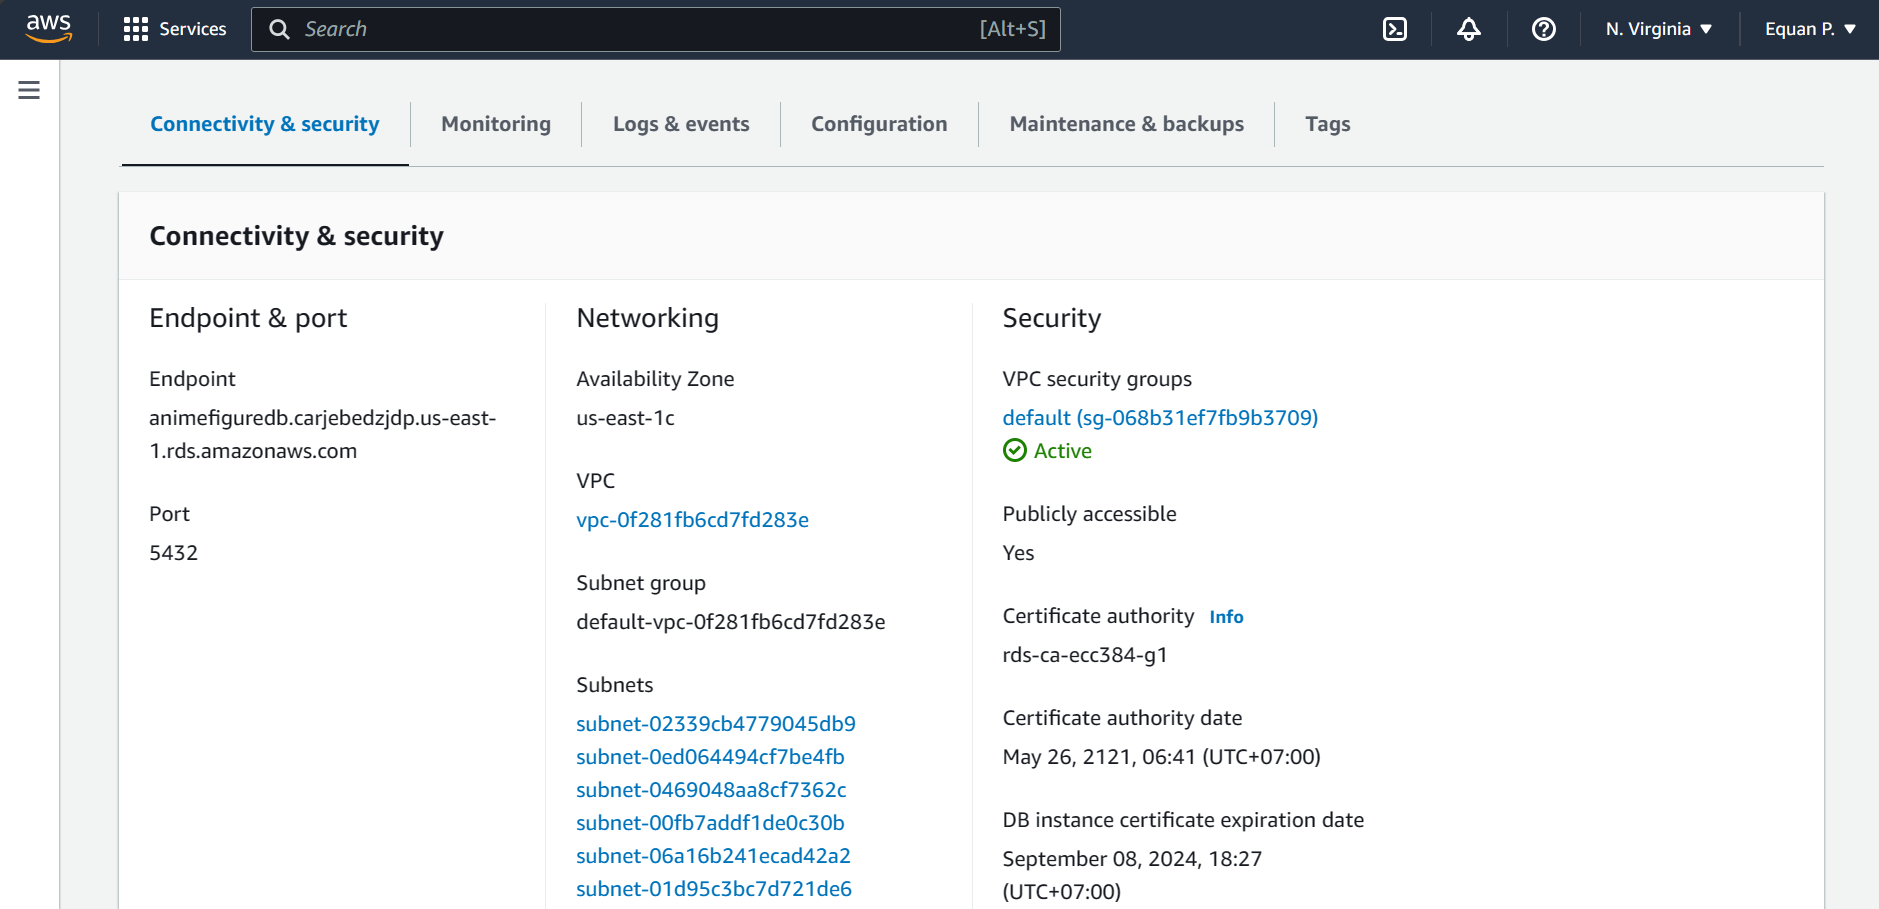 aws
Services
Search
[Alt+S]
N. Virginia
Equan P.
Connectivity & security
Monitoring
Logs & events
Configuration
Maintenance & backups
Tags
Connectivity & security
Endpoint & port
Endpoint
animefiguredb.carjebedzjdp.us-east-
1.rds.amazonaws.com
Port
5432
Networking
Availability Zone
us-east-1c
VPC
vpc-0f281fb6cd7fd283e
Subnet group
default-vpc-0f281fb6cd7fd283e
Subnets
subnet-02339cb4779045db9
subnet-0ed064494cf7be4fb
subnet-0469048aa8cf7362c
subnet-00fb7addf1de0c30b
subnet-06a16b241ecad42a2
subnet-01d95c3bc7d721de6
Security
VPC security groups
default (sg-068b31ef7fb9b3709)
Active
Publicly accessible
Yes
Certificate authority Info
rds-ca-ecc384-g1
Certificate authority date
May 26, 2121, 06:41 (UTC+07:00)
DB instance certificate expiration date
September 08, 2024, 18:27
(UTC+07:00)